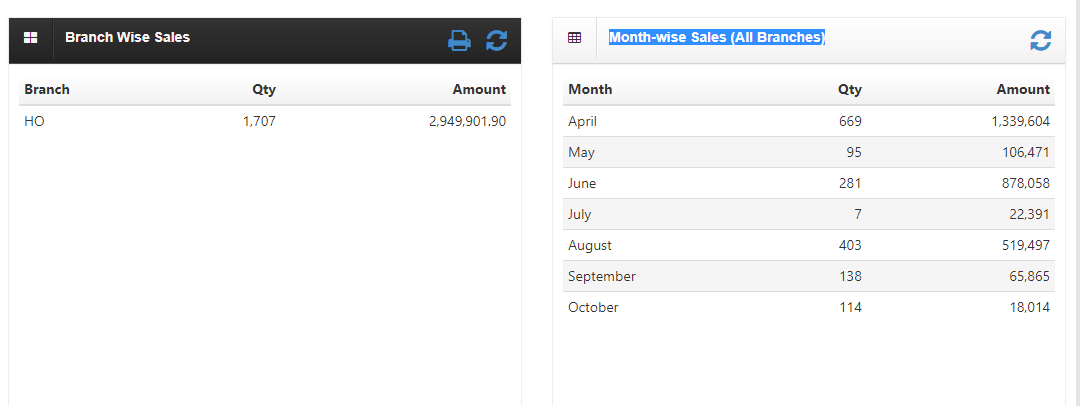 Branch Wise Sales
Branch Qty Amount
HO 1,707 2,949,901.90
Month-wise Sales (All Branches)
Month Qty Amount
April 669 1,339,604
May 95 106,471
June 281 878,058
July 7 22,391
August 403 519,497
September 138 65,865
October 114 18,014